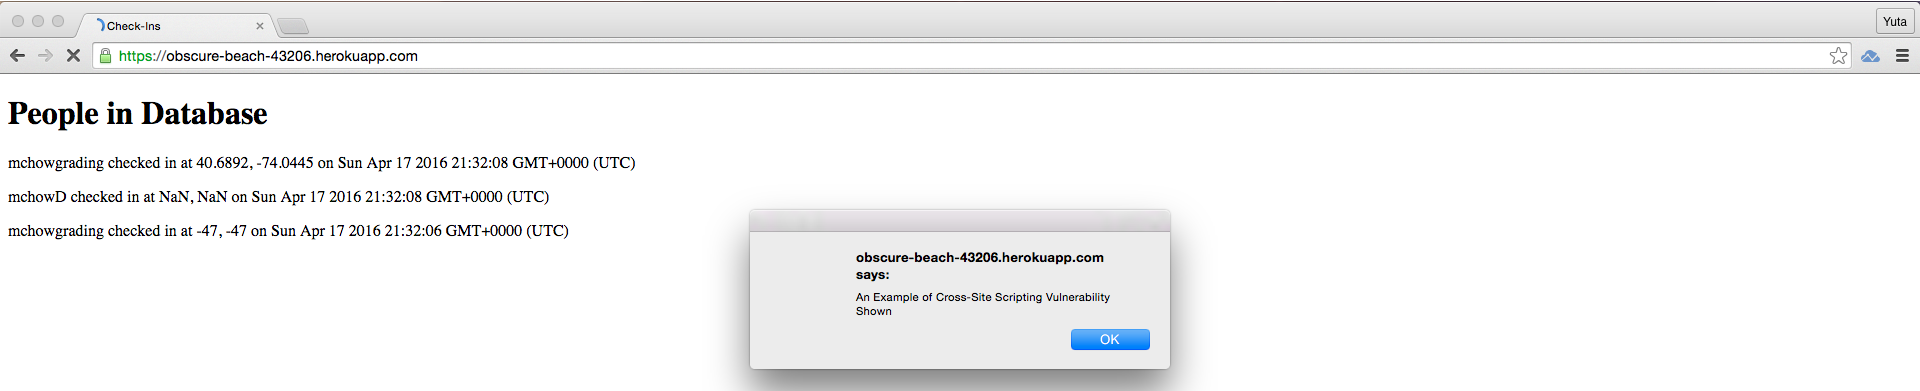 Check-Ins
Yuta
https://obscure-beach-43206.herokuapp.com
People in Database
mchowgrading checked in at 40.6892, -74.0445 on Sun Apr 17 2016 21:32:08 GMT+0000 (UTC)
mchowD checked in at NaN, NaN on Sun Apr 17 2016 21:32:08 GMT+0000 (UTC)
mchowgrading checked in at -47, -47 on Sun Apr 17 2016 21:32:06 GMT+0000 (UTC)
obscure-beach-43206.herokuapp.com
says:
An Example of Cross-Site Scripting Vulnerability
Shown
OK